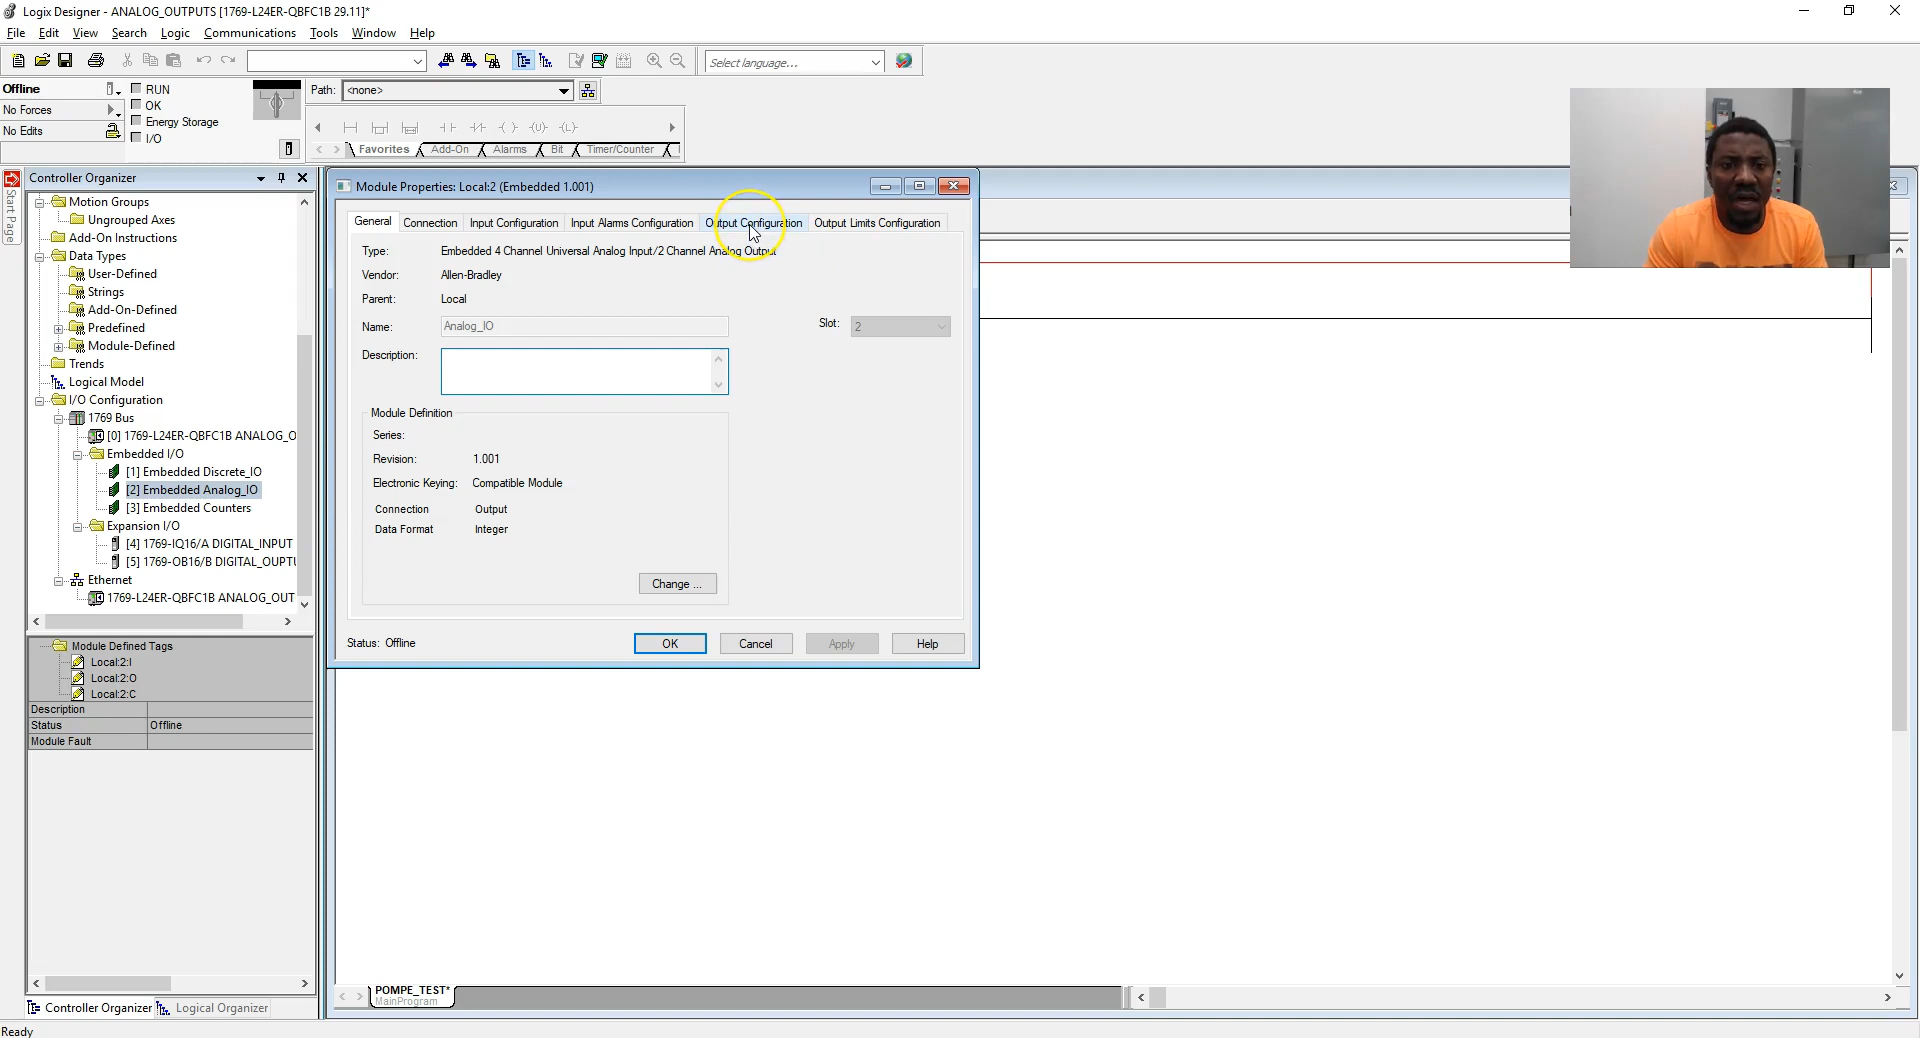 Logix Designer - ANALOG_OUTPUTS [1769-L24ER-QBFC1B 29.11]*
File Edit View Search Logic Communications Tools Window Help
Select language...
Offline
RUN
No Forces
OK
No Edits
Energy Storage
I/O
Path: <none>
Favorites Add-On Alarms Bit Timer/Counter
Start Page
Controller Organizer
Motion Groups
Ungrouped Axes
Add-On Instructions
Data Types
User-Defined
Strings
Add-On-Defined
Predefined
Module-Defined
Trends
Logical Model
I/O Configuration
1769 Bus
[0] 1769-L24ER-QBFC1B ANALOG_O
Embedded I/O
[1] Embedded Discrete_IO
[2] Embedded Analog_IO
[3] Embedded Counters
Expansion I/O
[4] 1769-IQ16/A DIGITAL_INPUT
[5] 1769-OB16/B DIGITAL_OUPTU
Ethernet
1769-L24ER-QBFC1B ANALOG_OUT
Module Defined Tags
Local:2:I
Local:2:O
Local:2:C
Description
Status Offline
Module Fault
Controller Organizer Logical Organizer
Ready
Module Properties: Local:2 (Embedded 1.001)
General Connection Input Configuration Input Alarms Configuration Output Configuration Output Limits Configuration
Type: Embedded 4 Channel Universal Analog Input/2 Channel Analog Output
Vendor: Allen-Bradley
Parent: Local
Name: Analog_IO Slot: 2
Description:
Module Definition
Series:
Revision: 1.001
Electronic Keying: Compatible Module
Connection Output
Data Format Integer
Change ...
Status: Offline
OK Cancel Apply Help
POMPE_TEST*
MainProgram